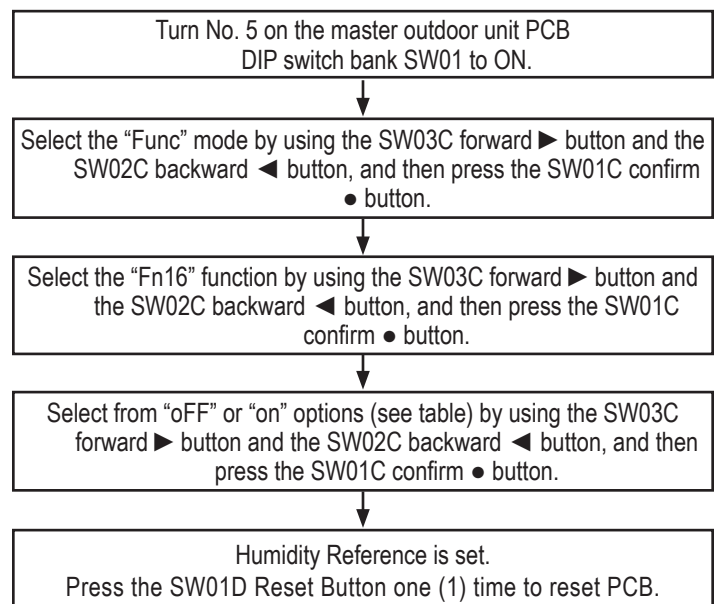 Turn No. 5 on the master outdoor unit PCB
DIP switch bank SW01 to ON.
Select the “Func” mode by using the SW03C forward ► button and the
SW02C backward ◄ button, and then press the SW01C confirm
● button.
Select the “Fn16” function by using the SW03C forward ► button and
the SW02C backward ◄ button, and then press the SW01C
confirm ● button.
Select from “oFF” or “on” options (see table) by using the SW03C
forward ► button and the SW02C backward ◄ button, and then
press the SW01C confirm ● button.
Humidity Reference is set.
Press the SW01D Reset Button one (1) time to reset PCB.